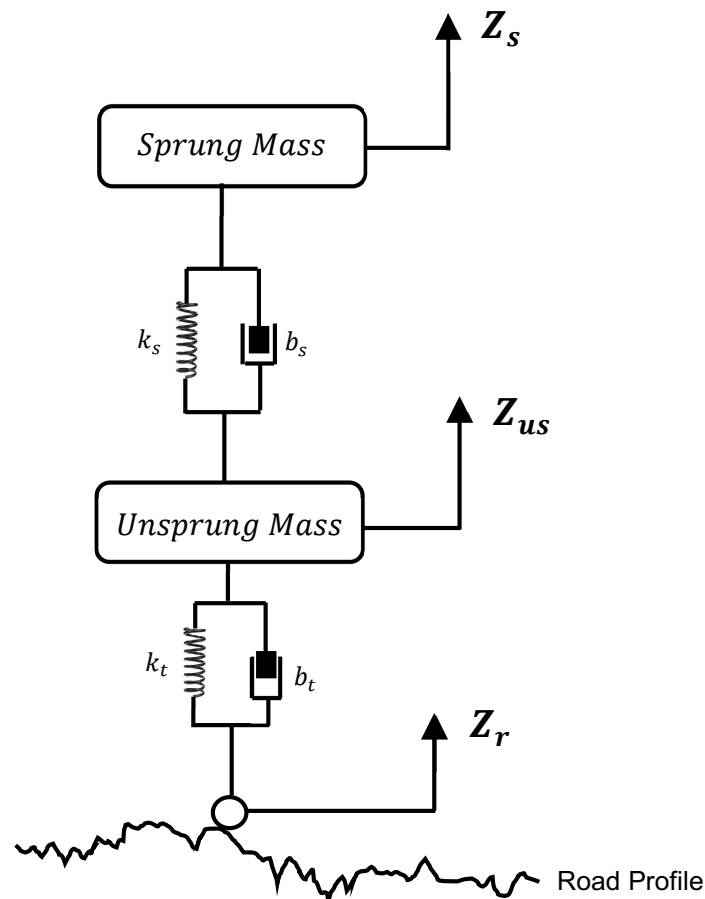 Z_s
Sprung Mass
k_s
b_s
Z_us
Unsprung Mass
k_t
b_t
Z_r
Road Profile